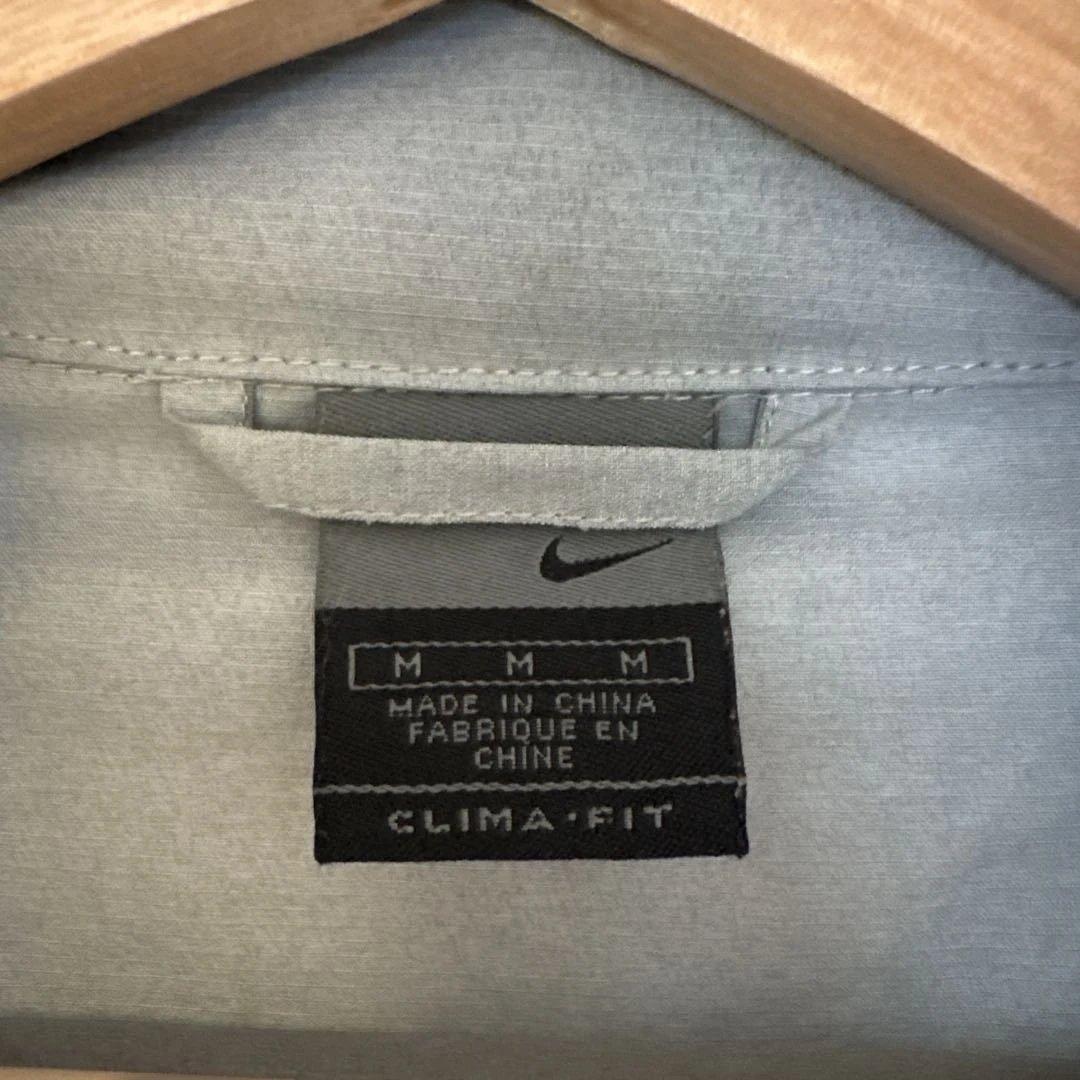 M M M
MADE IN CHINA
FABRIQUE EN
CHINE
CLIMA·FIT